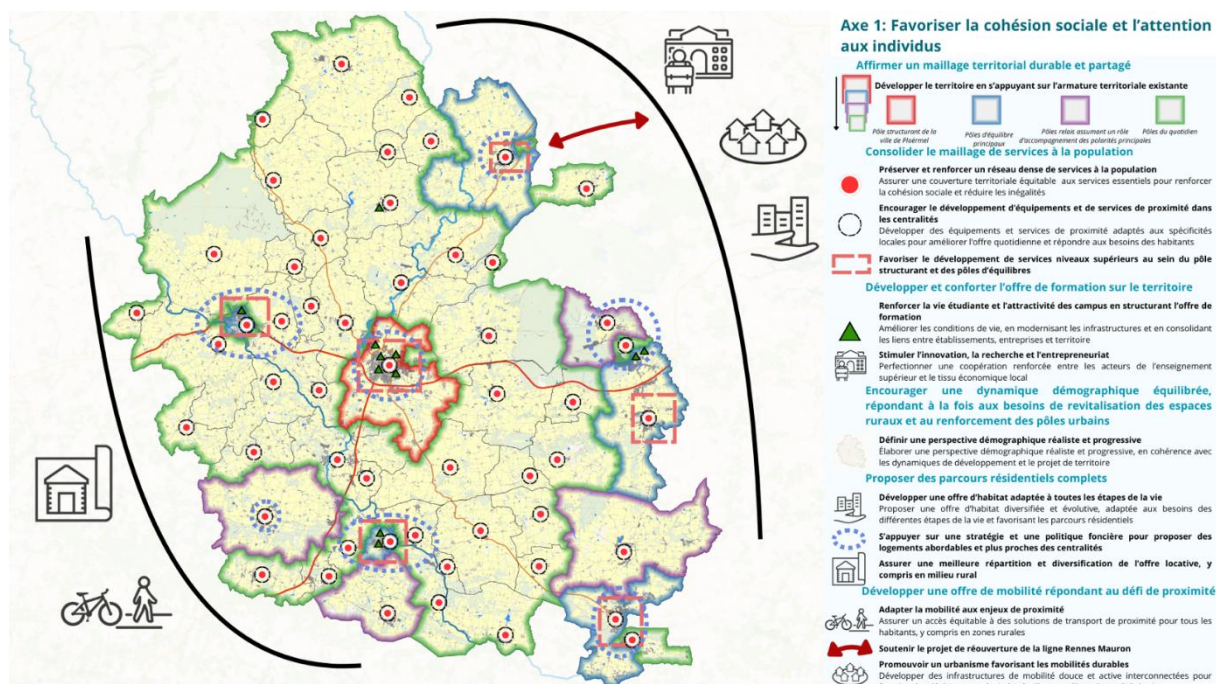 Axe 1: Favoriser la cohésion sociale et l'attention
aux individus
Affirmer un maillage territorial durable et partagé
Développer le territoire en s'appuyant sur l'armature territoriale existante
Pôle structurant de la
ville de Ploërmel
Pôles d'équilibre
principaux
Pôles relais assumant un rôle
d'accompagnement des polarités principales
Pôles du quotidien
Consolider le maillage de services à la population
Préserver et renforcer un réseau dense de services à la population
Assurer une couverture territoriale équitable aux services essentiels pour renforcer
la cohésion sociale et réduire les inégalités
Encourager le développement d'équipements et de services de proximité dans
les centralités
Développer des équipements et services de proximité adaptés aux spécificités
locales pour améliorer l'offre quotidienne et répondre aux besoins des habitants
Favoriser le développement de services niveaux supérieurs au sein du pôle
structurant et des pôles d'équilibres
Développer et conforter l'offre de formation sur le territoire
Renforcer la vie étudiante et l'attractivité des campus en structurant l'offre de
formation
Améliorer les conditions de vie, en modernisant les infrastructures et en consolidant
les liens entre établissements, entreprises et territoire
Stimuler l'innovation, la recherche et l'entrepreneuriat
Perfectionner une coopération renforcée entre les acteurs de l'enseignement
supérieur et le tissu économique local
Encourager une dynamique démographique équilibrée,
répondant à la fois aux besoins de revitalisation des espaces
ruraux et au renforcement des pôles urbains
Définir une perspective démographique réaliste et progressive
Élaborer une perspective démographique réaliste et progressive, en cohérence avec
les dynamiques de développement et le projet de territoire
Proposer des parcours résidentiels complets
Développer une offre d'habitat adaptée à toutes les étapes de la vie
Proposer une offre d'habitat diversifiée et évolutive, adaptée aux besoins des
différentes étapes de la vie et favorisant les parcours résidentiels
S'appuyer sur une stratégie et une politique foncière pour proposer des
logements abordables et plus proches des centralités
Assurer une meilleure répartition et diversification de l'offre locative, y
compris en milieu rural
Développer une offre de mobilité répondant au défi de proximité
Adapter la mobilité aux enjeux de proximité
Assurer un accès équitable à des solutions de transport de proximité pour tous les
habitants, y compris en zones rurales
Soutenir le projet de réouverture de la ligne Rennes Mauron
Promouvoir un urbanisme favorisant les mobilités durables
Développer des infrastructures de mobilité douce et active interconnectées pour